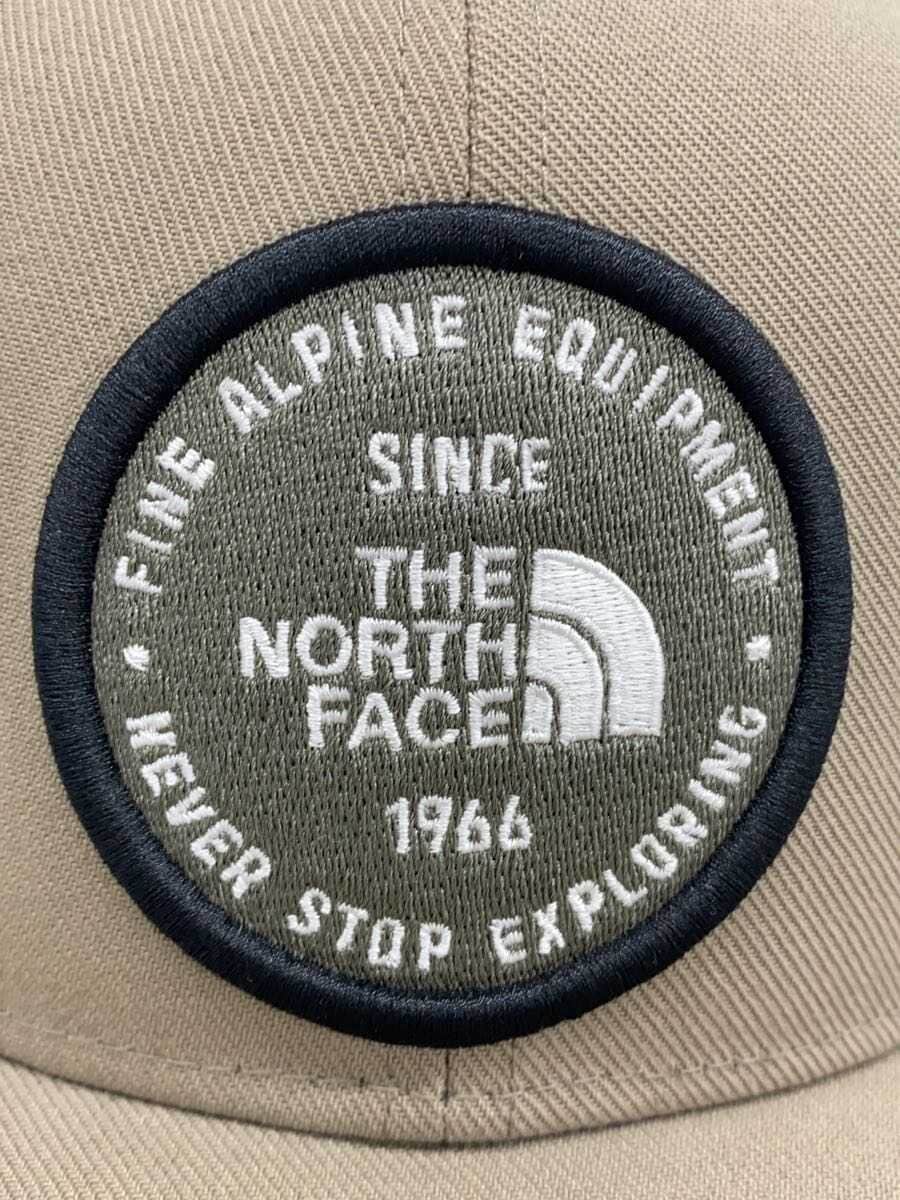 · FINE ALPINE EQUIPMENT ·
SINCE
THE
NORTH
FACE
1966
NEVER STOP EXPLORING